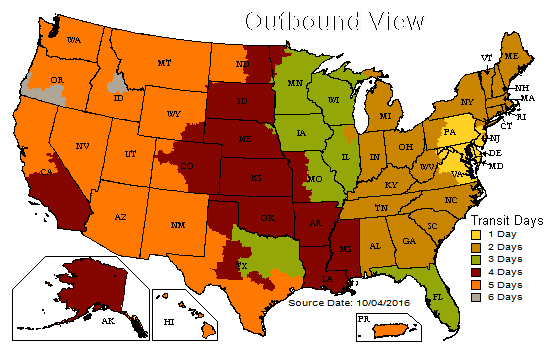 Outbound View
WA
MT
ND
MN
OR
ID
SD
WI
MI
NY
VT
ME
NH
MA
RI
CT
WY
NE
IA
PA
NJ
DE
MD
NV
UT
CO
KS
MO
IL
IN
OH
WV
VA
KY
CA
AZ
NM
OK
AR
TN
NC
SC
TX
LA
MS
AL
GA
FL
AK
HI
PR
Transit Days
1 Day
2 Days
3 Days
4 Days
5 Days
6 Days
Source Date: 10/04/2016